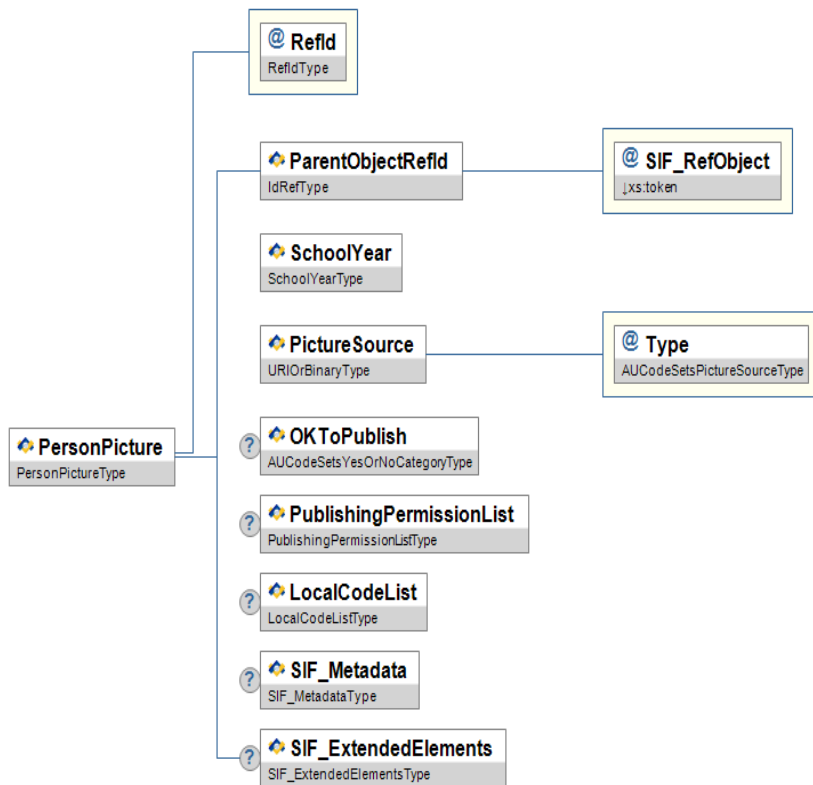 @ RefId
RefIdType
ParentObjectRefId
IdRefType
@ SIF_RefObject
↓xs:token
SchoolYear
SchoolYearType
PictureSource
URIOrBinaryType
@ Type
AUCodeSetsPictureSourceType
PersonPicture
PersonPictureType
? OKToPublish
AUCodeSetsYesOrNoCategoryType
? PublishingPermissionList
PublishingPermissionListType
? LocalCodeList
LocalCodeListType
? SIF_Metadata
SIF_MetadataType
? SIF_ExtendedElements
SIF_ExtendedElementsType